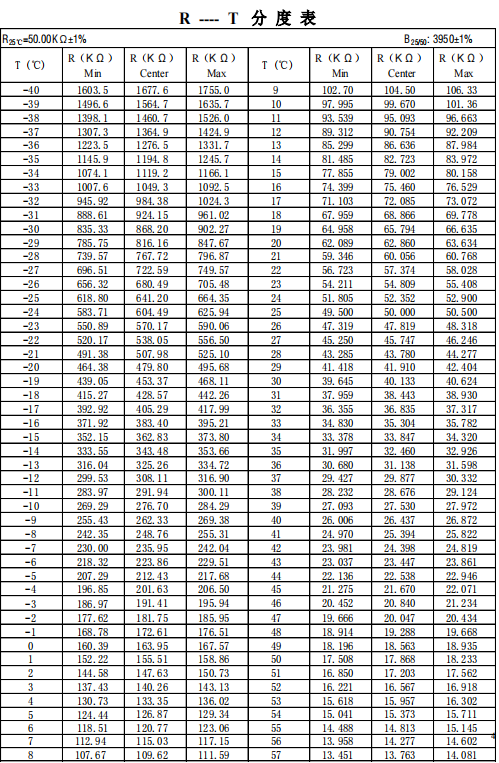 R ---- T 分 度 表
R25℃=50.00KΩ±1% B25/50: 3950±1%
T (℃) R (KΩ) Min R (KΩ) Center R (KΩ) Max T (℃) R (KΩ) Min R (KΩ) Center R (KΩ) Max
-40 1603.5 1677.6 1755.0 9 102.70 104.50 106.33
-39 1496.6 1564.7 1635.7 10 97.995 99.670 101.36
-38 1398.1 1460.7 1526.0 11 93.539 95.093 96.663
-37 1307.3 1364.9 1424.9 12 89.312 90.754 92.209
-36 1223.5 1276.5 1331.7 13 85.299 86.636 87.984
-35 1145.9 1194.8 1245.7 14 81.485 82.723 83.972
-34 1074.1 1119.2 1166.1 15 77.855 79.002 80.158
-33 1007.6 1049.3 1092.5 16 74.399 75.460 76.529
-32 945.92 984.38 1024.3 17 71.103 72.085 73.072
-31 888.61 924.15 961.02 18 67.959 68.866 69.778
-30 835.33 868.20 902.27 19 64.958 65.794 66.635
-29 785.75 816.16 847.67 20 62.089 62.860 63.634
-28 739.57 767.72 796.87 21 59.346 60.056 60.768
-27 696.51 722.59 749.57 22 56.723 57.374 58.028
-26 656.32 680.49 705.48 23 54.211 54.809 55.408
-25 618.80 641.20 664.35 24 51.805 52.352 52.900
-24 583.71 604.49 625.94 25 49.500 50.000 50.500
-23 550.89 570.17 590.06 26 47.319 47.819 48.318
-22 520.17 538.05 556.50 27 45.250 45.747 46.246
-21 491.38 507.98 525.10 28 43.285 43.780 44.277
-20 464.38 479.80 495.68 29 41.418 41.910 42.404
-19 439.05 453.37 468.11 30 39.645 40.133 40.624
-18 415.27 428.57 442.26 31 37.959 38.443 38.930
-17 392.92 405.29 417.99 32 36.355 36.835 37.317
-16 371.92 383.40 395.21 33 34.830 35.304 35.782
-15 352.15 362.83 373.80 34 33.378 33.847 34.320
-14 333.55 343.48 353.66 35 31.997 32.460 32.926
-13 316.04 325.26 334.72 36 30.680 31.138 31.598
-12 299.53 308.11 316.90 37 29.427 29.877 30.332
-11 283.97 291.94 300.11 38 28.232 28.676 29.124
-10 269.29 276.70 284.29 39 27.093 27.530 27.972
-9 255.43 262.33 269.38 40 26.006 26.437 26.872
-8 242.35 248.76 255.31 41 24.970 25.394 25.822
-7 230.00 235.95 242.04 42 23.981 24.398 24.819
-6 218.32 223.86 229.51 43 23.037 23.447 23.861
-5 207.29 212.43 217.68 44 22.136 22.538 22.946
-4 196.85 201.63 206.50 45 21.275 21.670 22.071
-3 186.97 191.41 195.94 46 20.452 20.840 21.234
-2 177.62 181.75 185.95 47 19.666 20.047 20.434
-1 168.78 172.61 176.51 48 18.914 19.288 19.668
0 160.39 163.95 167.57 49 18.196 18.563 18.935
1 152.22 155.51 158.86 50 17.508 17.868 18.233
2 144.58 147.63 150.73 51 16.850 17.203 17.562
3 137.43 140.26 143.13 52 16.221 16.567 16.918
4 130.73 133.35 136.02 53 15.618 15.957 16.302
5 124.44 126.87 129.34 54 15.041 15.373 15.711
6 118.51 120.77 123.06 55 14.488 14.813 15.145
7 112.94 115.03 117.15 56 13.958 14.277 14.602
8 107.67 109.62 111.59 57 13.451 13.763 14.081